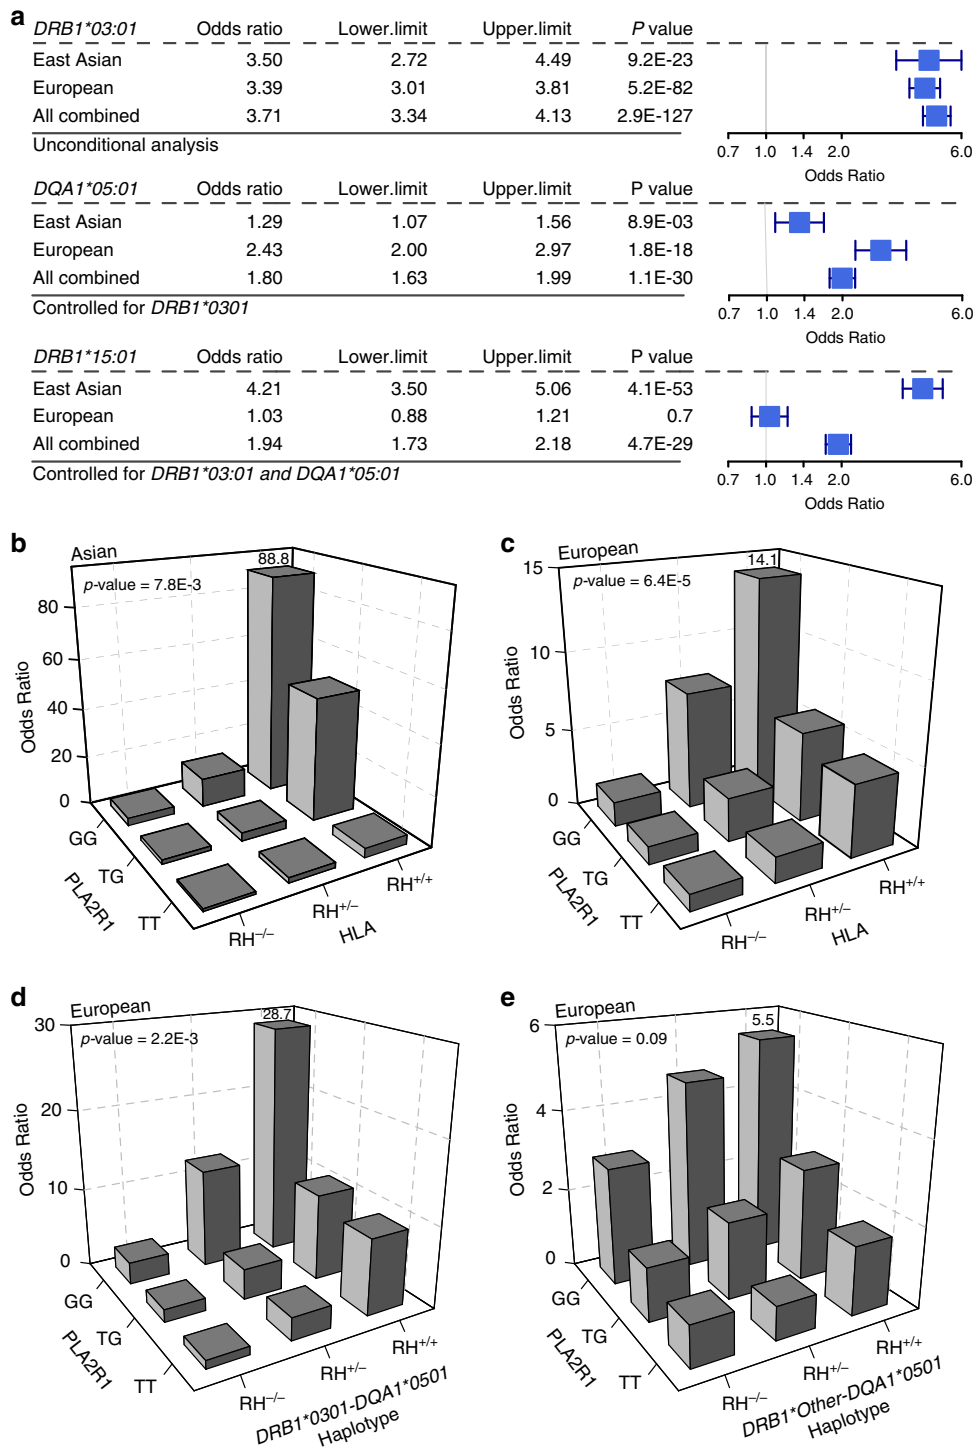 a
DRB1*03:01 Odds ratio Lower.limit Upper.limit P value
East Asian 3.50 2.72 4.49 9.2E-23
European 3.39 3.01 3.81 5.2E-82
All combined 3.71 3.34 4.13 2.9E-127
Unconditional analysis
0.7 1.0 1.4 2.0 6.0
Odds Ratio
DQA1*05:01 Odds ratio Lower.limit Upper.limit P value
East Asian 1.29 1.07 1.56 8.9E-03
European 2.43 2.00 2.97 1.8E-18
All combined 1.80 1.63 1.99 1.1E-30
Controlled for DRB1*0301
0.7 1.0 1.4 2.0 6.0
Odds Ratio
DRB1*15:01 Odds ratio Lower.limit Upper.limit P value
East Asian 4.21 3.50 5.06 4.1E-53
European 1.03 0.88 1.21 0.7
All combined 1.94 1.73 2.18 4.7E-29
Controlled for DRB1*03:01 and DQA1*05:01
0.7 1.0 1.4 2.0 6.0
Odds Ratio
b
Asian
88.8
p-value = 7.8E-3
80
60
40
20
0
Odds Ratio
GG
TG
TT
PLA2R1
RH–/–
RH+/–
RH+/+
HLA
c
European
14.1
p-value = 6.4E-5
15
10
5
0
Odds Ratio
GG
TG
TT
PLA2R1
RH–/–
RH+/–
RH+/+
HLA
d
European
28.7
p-value = 2.2E-3
30
20
10
0
Odds Ratio
GG
TG
TT
PLA2R1
RH–/–
RH+/–
RH+/+
DRB1*0301-DQA1*0501
Haplotype
e
European
5.5
p-value = 0.09
6
4
2
0
Odds Ratio
GG
TG
TT
PLA2R1
RH–/–
RH+/–
RH+/+
DRB1*Other-DQA1*0501
Haplotype